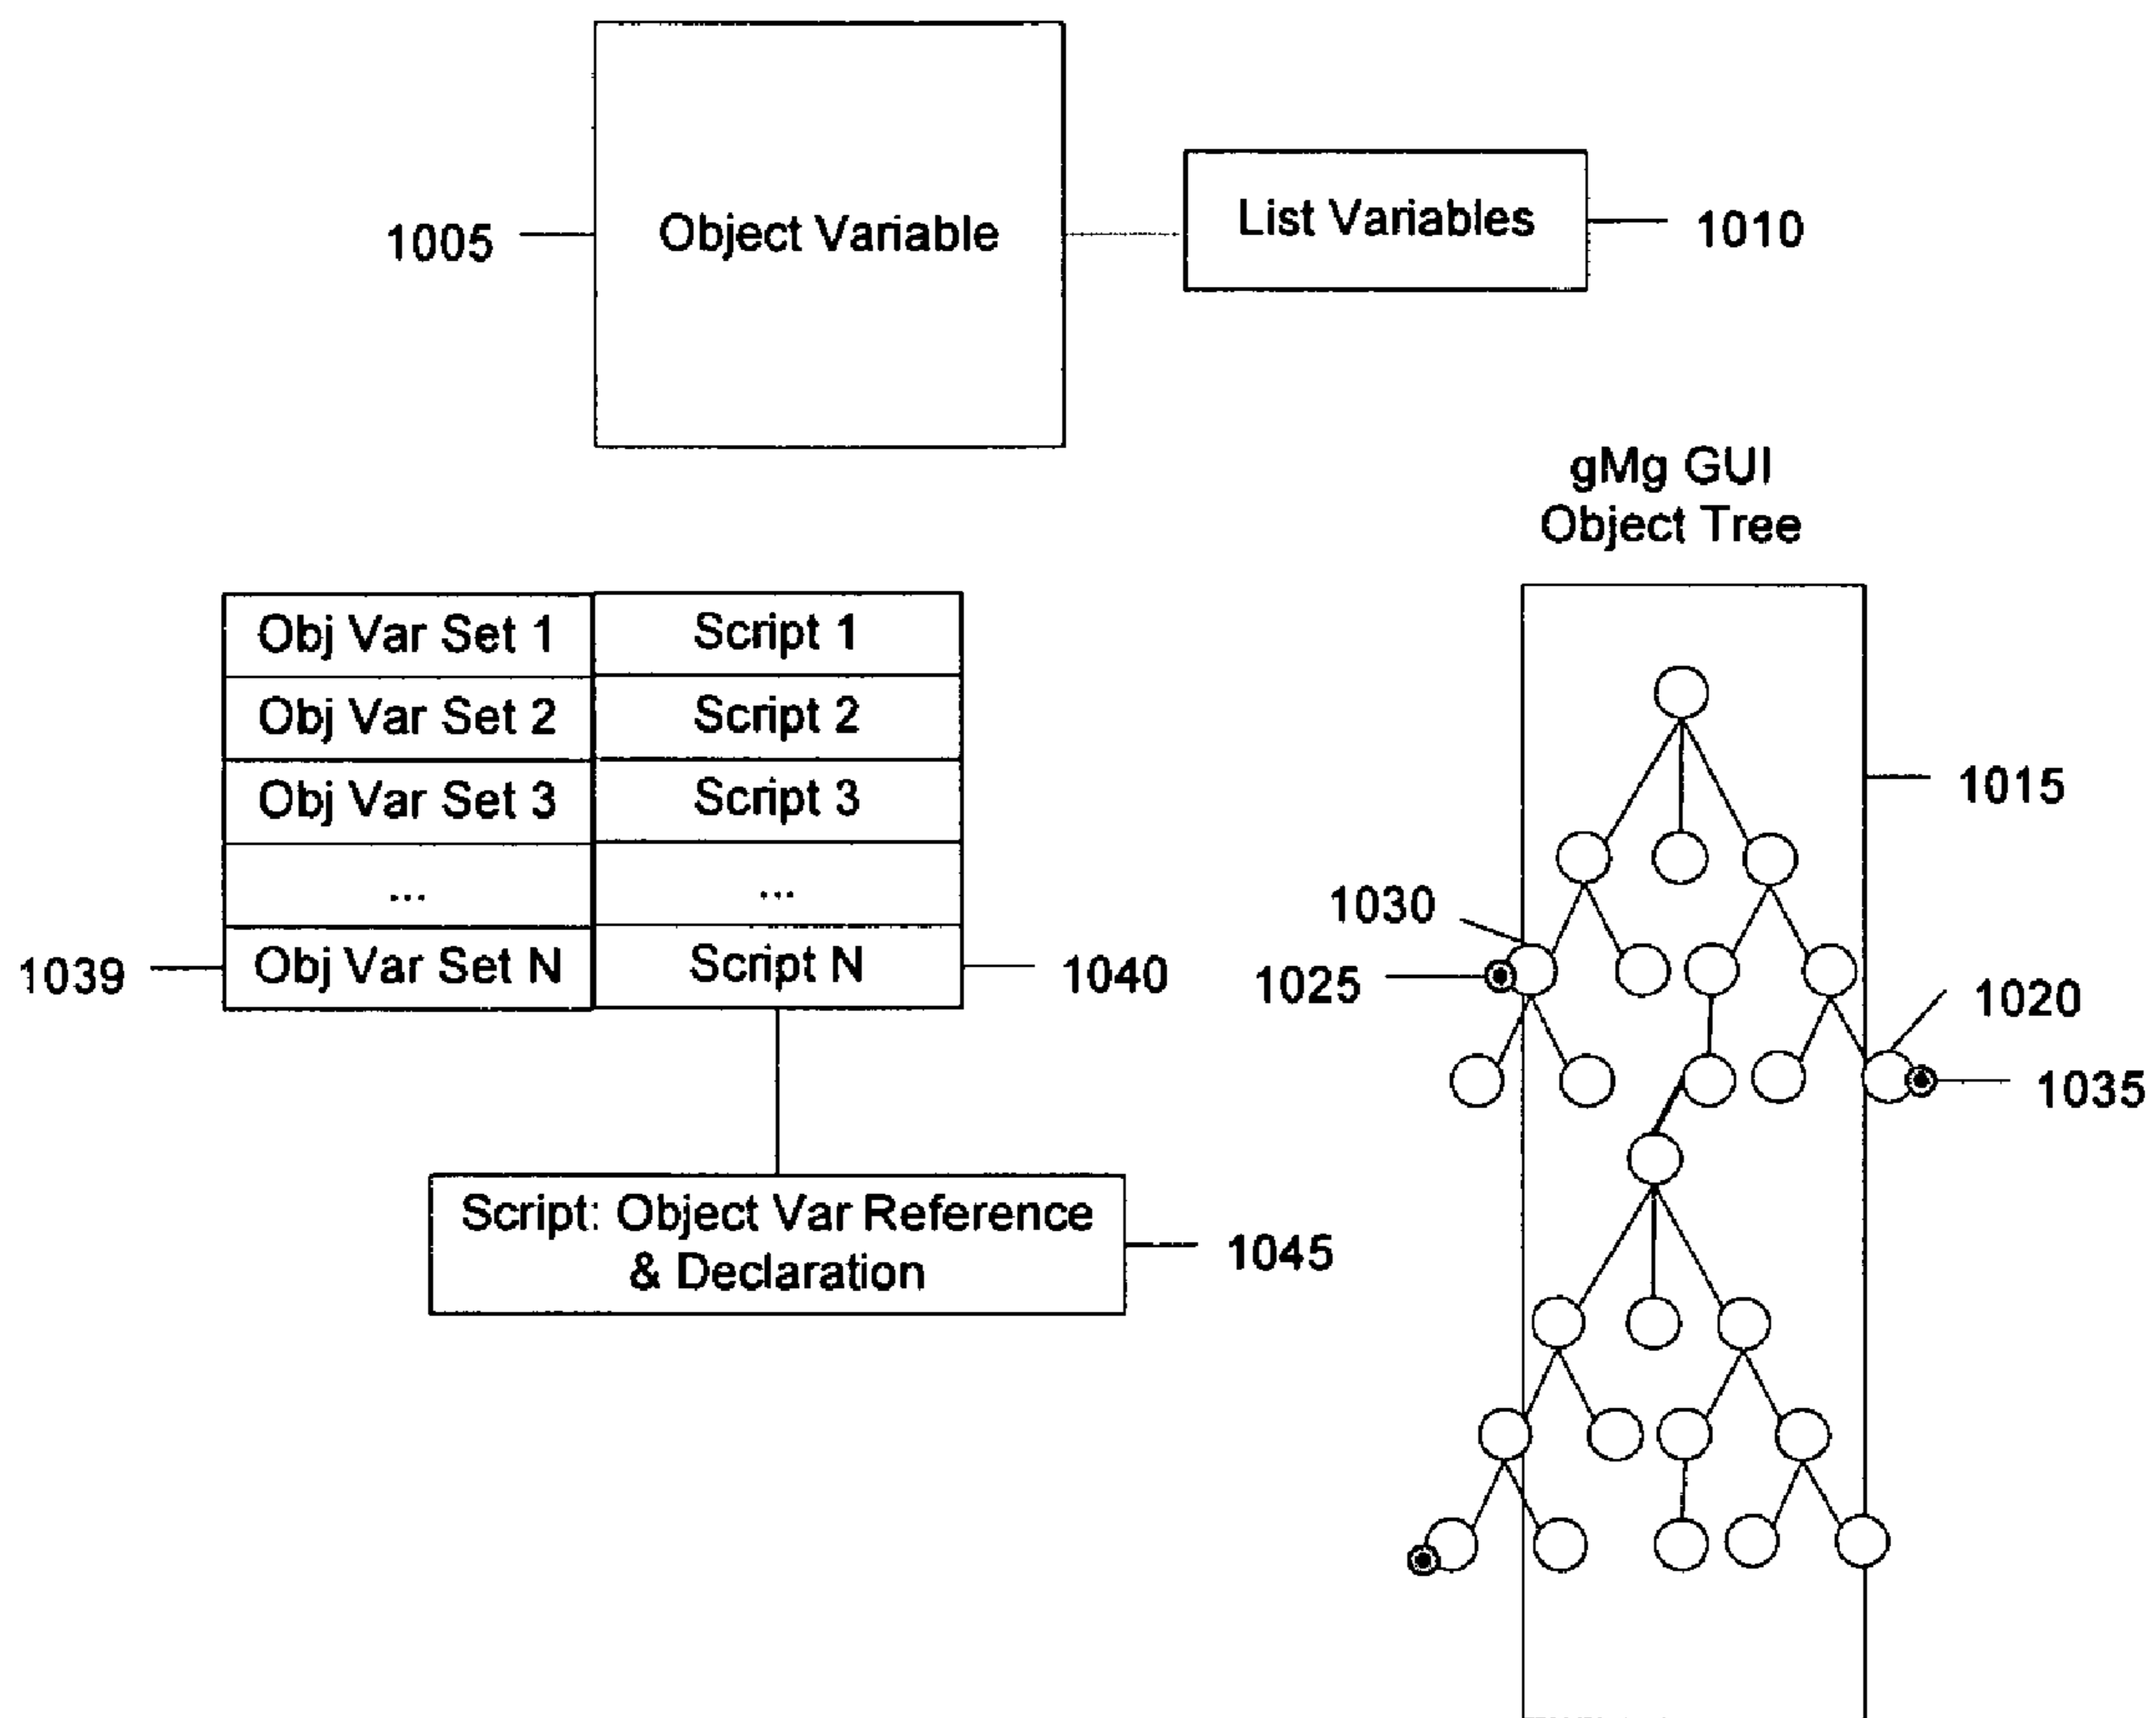 1005
Object Variable
List Variables
1010
gMg GUI
Object Tree
Obj Var Set 1
Script 1
Obj Var Set 2
Script 2
Obj Var Set 3
Script 3
...
...
1039
Obj Var Set N
Script N
1040
Script: Object Var Reference
& Declaration
1045
1015
1030
1025
1020
1035